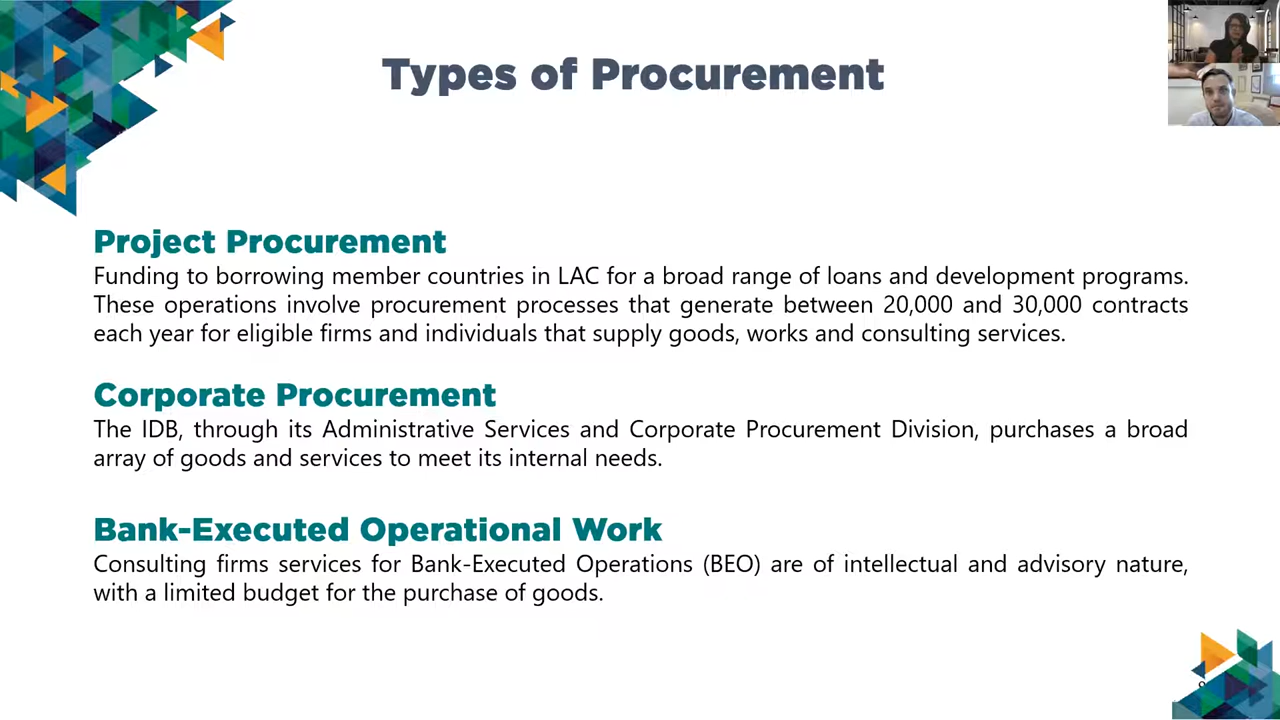 Types of Procurement
Project Procurement
Funding to borrowing member countries in LAC for a broad range of loans and development programs.
These operations involve procurement processes that generate between 20,000 and 30,000 contracts
each year for eligible firms and individuals that supply goods, works and consulting services.
Corporate Procurement
The IDB, through its Administrative Services and Corporate Procurement Division, purchases a broad
array of goods and services to meet its internal needs.
Bank-Executed Operational Work
Consulting firms services for Bank-Executed Operations (BEO) are of intellectual and advisory nature,
with a limited budget for the purchase of goods.